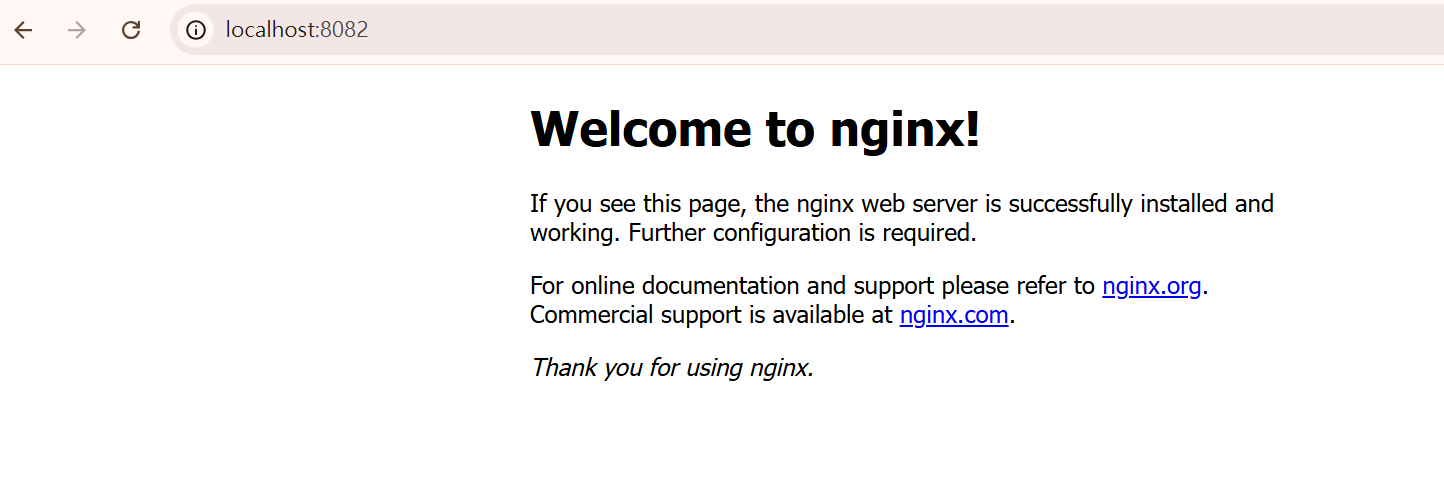 localhost:8082
Welcome to nginx!
If you see this page, the nginx web server is successfully installed and
working. Further configuration is required.
For online documentation and support please refer to nginx.org.
Commercial support is available at nginx.com.
Thank you for using nginx.